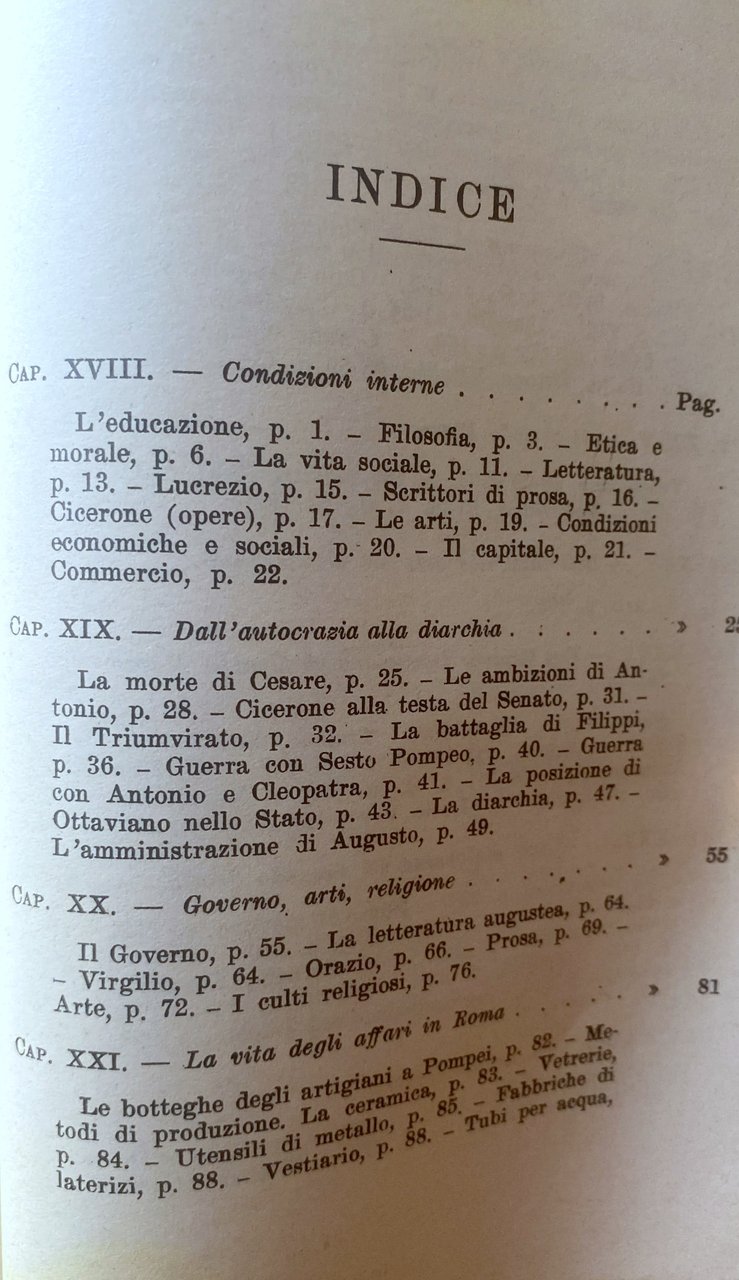 INDICE
CAP. XVIII. — Condizioni interne . . . . . . . . . Pag.
L'educazione, p. 1. – Filosofia, p. 3. – Etica e
morale, p. 6. – La vita sociale, p. 11. – Letteratura,
p. 13. – Lucrezio, p. 15. – Scrittori di prosa, p. 16. –
Cicerone (opere), p. 17. – Le arti, p. 19. – Condizioni
economiche e sociali, p. 20. – Il capitale, p. 21. –
Commercio, p. 22.
CAP. XIX. — Dall'autocrazia alla diarchia . . . . . . . »
La morte di Cesare, p. 25. – Le ambizioni di An-
tonio, p. 28. – Cicerone alla testa del Senato, p. 31. –
Il Triumvirato, p. 32. – La battaglia di Filippi,
p. 36. – Guerra con Sesto Pompeo, p. 40. – Guerra
con Antonio e Cleopatra, p. 41. – La posizione di
Ottaviano nello Stato, p. 43. – La diarchia, p. 47. –
L'amministrazione di Augusto, p. 49.
CAP. XX. — Governo, arti, religione . . . . . . . » 55
Il Governo, p. 55. – La letteratura augustea, p. 64.
– Virgilio, p. 64. – Orazio, p. 66. – Prosa, p. 69. –
Arte, p. 72. – I culti religiosi, p. 76.
CAP. XXI. — La vita degli affari in Roma . . . . . » 81
Le botteghe degli artigiani a Pompei, p. 82. – Me-
todi di produzione. La ceramica, p. 83. – Vetrerie,
p. 84. – Utensili di metallo, p. 85. – Fabbriche di
laterizi, p. 88. – Vestiario, p. 88. – Tubi per acqua,